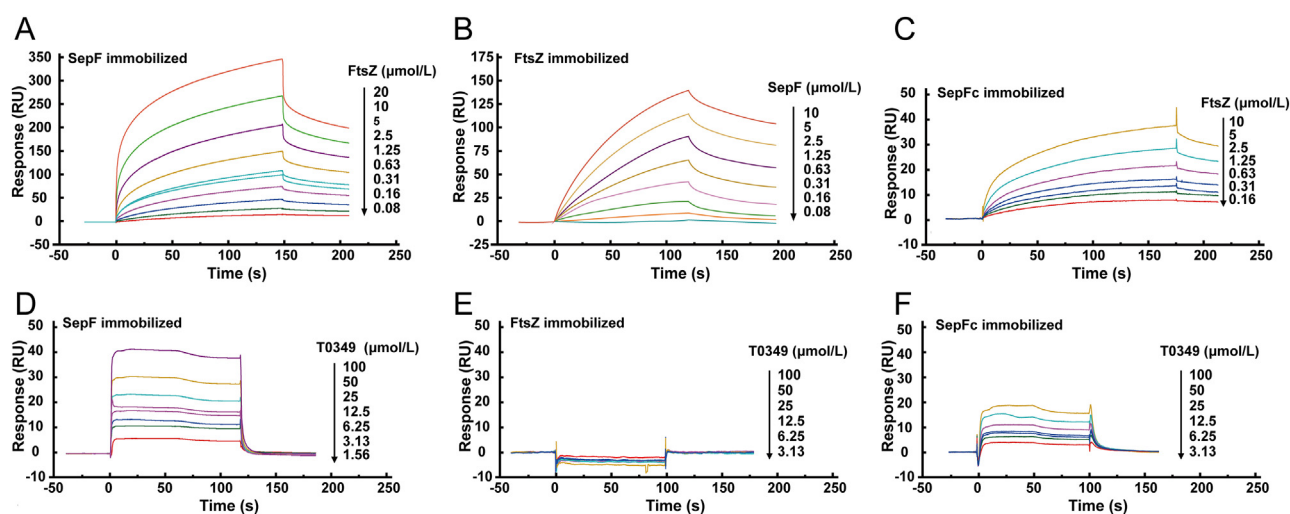 A
SepF immobilized
FtsZ (µmol/L)
20
10
5
2.5
1.25
0.63
0.31
0.16
0.08
350
300
250
200
150
100
50
0
-50
Response (RU)
-50 0 50 100 150 200 250
Time (s)
B
FtsZ immobilized
SepF (µmol/L)
10
5
2.5
1.25
0.63
0.31
0.16
0.08
175
150
125
100
75
50
25
0
-25
Response (RU)
-50 0 50 100 150 200 250
Time (s)
C
SepFc immobilized
FtsZ (µmol/L)
10
5
2.5
1.25
0.63
0.31
0.16
50
40
30
20
10
0
-10
Response (RU)
-50 0 50 100 150 200 250
Time (s)
D
SepF immobilized
T0349 (µmol/L)
100
50
25
12.5
6.25
3.13
1.56
50
40
30
20
10
0
-10
Response (RU)
-50 0 50 100 150 200 250
Time (s)
E
FtsZ immobilized
T0349 (µmol/L)
100
50
25
12.5
6.25
3.13
50
40
30
20
10
0
-10
Response (RU)
-50 0 50 100 150 200 250
Time (s)
F
SepFc immobilized
T0349 (µmol/L)
100
50
25
12.5
6.25
3.13
50
40
30
20
10
0
-10
Response (RU)
-50 0 50 100 150 200 250
Time (s)